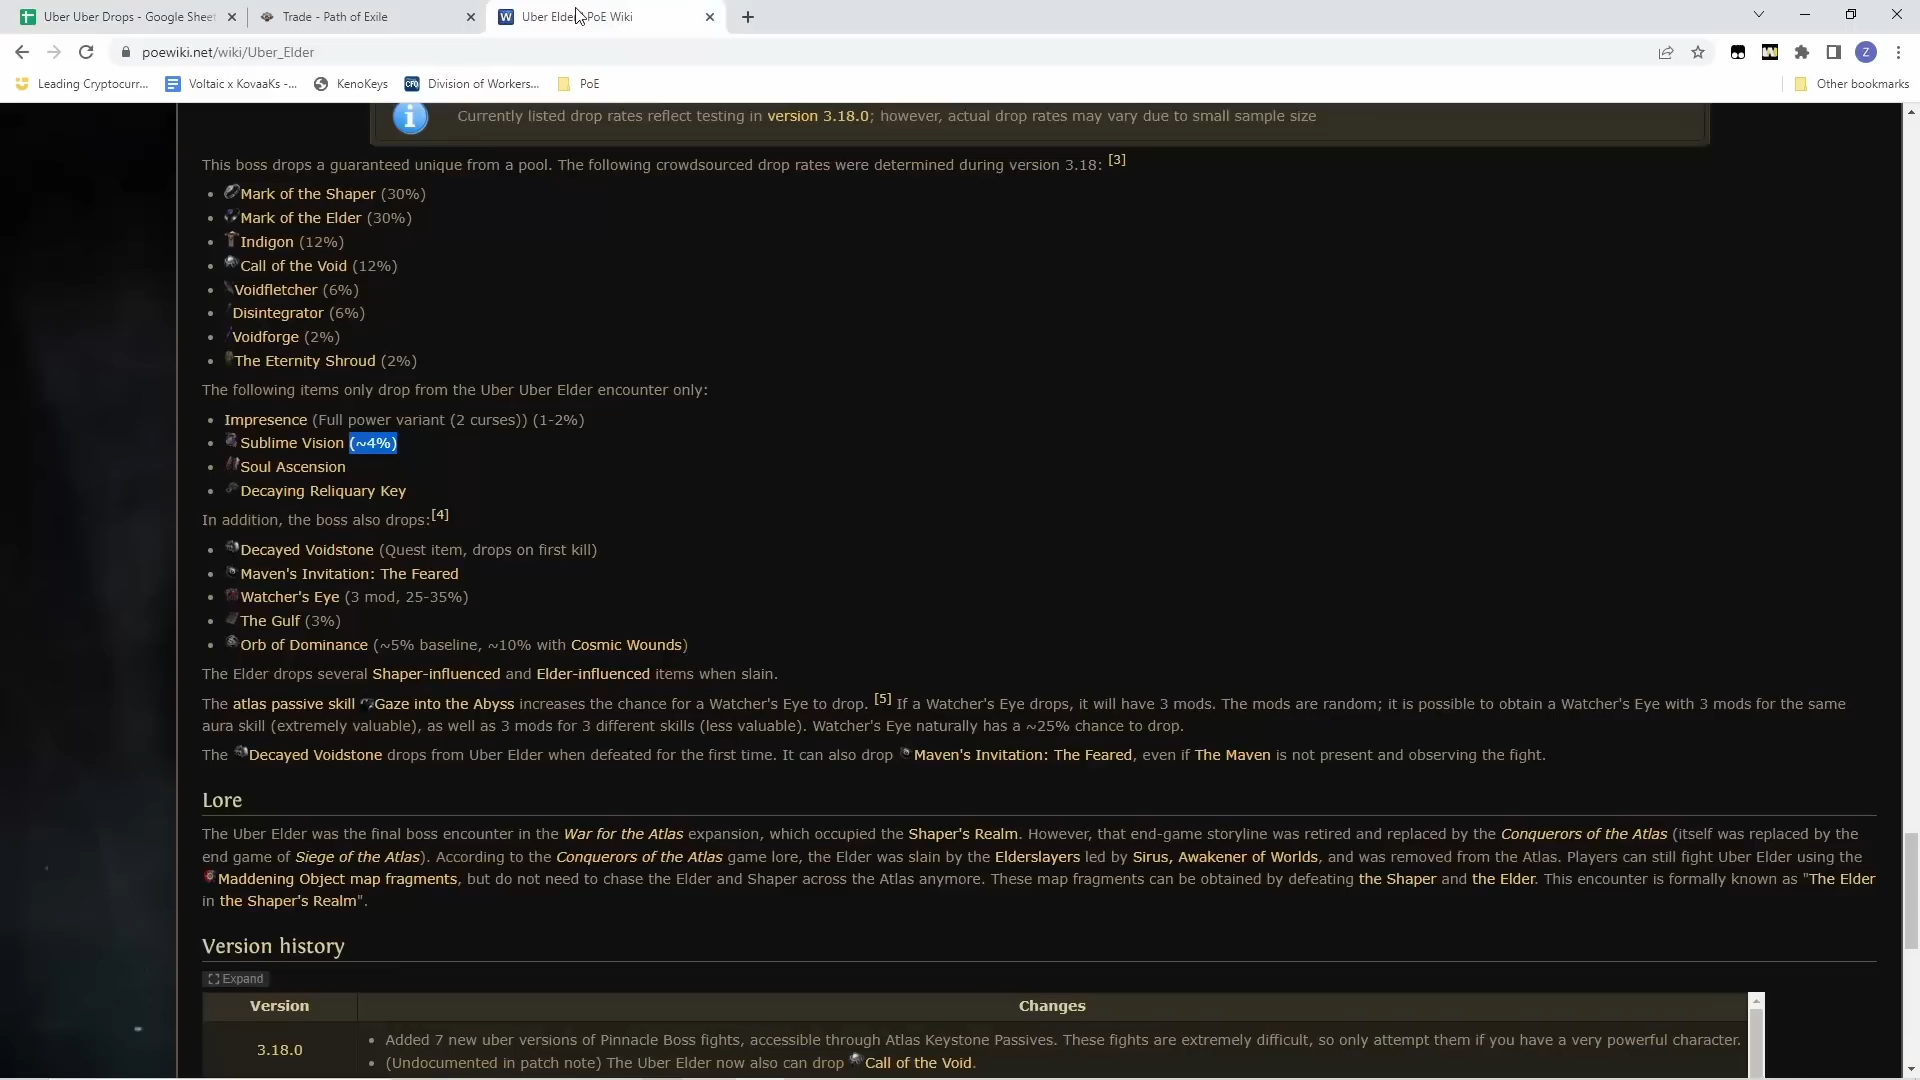 Uber Uber Drops - Google Sheet
Trade - Path of Exile
Uber Elder - PoE Wiki
poewiki.net/wiki/Uber_Elder
Leading Cryptocurr...
Voltaic x KovaaKs -...
KenoKeys
Division of Workers...
PoE
Other bookmarks
Currently listed drop rates reflect testing in version 3.18.0; however, actual drop rates may vary due to small sample size
This boss drops a guaranteed unique from a pool. The following crowdsourced drop rates were determined during version 3.18: [3]
Mark of the Shaper (30%)
Mark of the Elder (30%)
Indigon (12%)
Call of the Void (12%)
Voidfletcher (6%)
Disintegrator (6%)
Voidforge (2%)
The Eternity Shroud (2%)
The following items only drop from the Uber Uber Elder encounter only:
Impresence (Full power variant (2 curses)) (1-2%)
Sublime Vision (~4%)
Soul Ascension
Decaying Reliquary Key
In addition, the boss also drops:[4]
Decayed Voidstone (Quest item, drops on first kill)
Maven's Invitation: The Feared
Watcher's Eye (3 mod, 25-35%)
The Gulf (3%)
Orb of Dominance (~5% baseline, ~10% with Cosmic Wounds)
The Elder drops several Shaper-influenced and Elder-influenced items when slain.
The atlas passive skill Gaze into the Abyss increases the chance for a Watcher's Eye to drop. [5] If a Watcher's Eye drops, it will have 3 mods. The mods are random; it is possible to obtain a Watcher's Eye with 3 mods for the same
aura skill (extremely valuable), as well as 3 mods for 3 different skills (less valuable). Watcher's Eye naturally has a ~25% chance to drop.
The Decayed Voidstone drops from Uber Elder when defeated for the first time. It can also drop Maven's Invitation: The Feared, even if The Maven is not present and observing the fight.
Lore
The Uber Elder was the final boss encounter in the War for the Atlas expansion, which occupied the Shaper's Realm. However, that end-game storyline was retired and replaced by the Conquerors of the Atlas (itself was replaced by the
end game of Siege of the Atlas). According to the Conquerors of the Atlas game lore, the Elder was slain by the Elderslayers led by Sirus, Awakener of Worlds, and was removed from the Atlas. Players can still fight Uber Elder using the
Maddening Object map fragments, but do not need to chase the Elder and Shaper across the Atlas anymore. These map fragments can be obtained by defeating the Shaper and the Elder. This encounter is formally known as "The Elder
in the Shaper's Realm".
Version history
Expand
Version
Changes
3.18.0
Added 7 new uber versions of Pinnacle Boss fights, accessible through Atlas Keystone Passives. These fights are extremely difficult, so only attempt them if you have a very powerful character.
(Undocumented in patch note) The Uber Elder now also can drop Call of the Void.